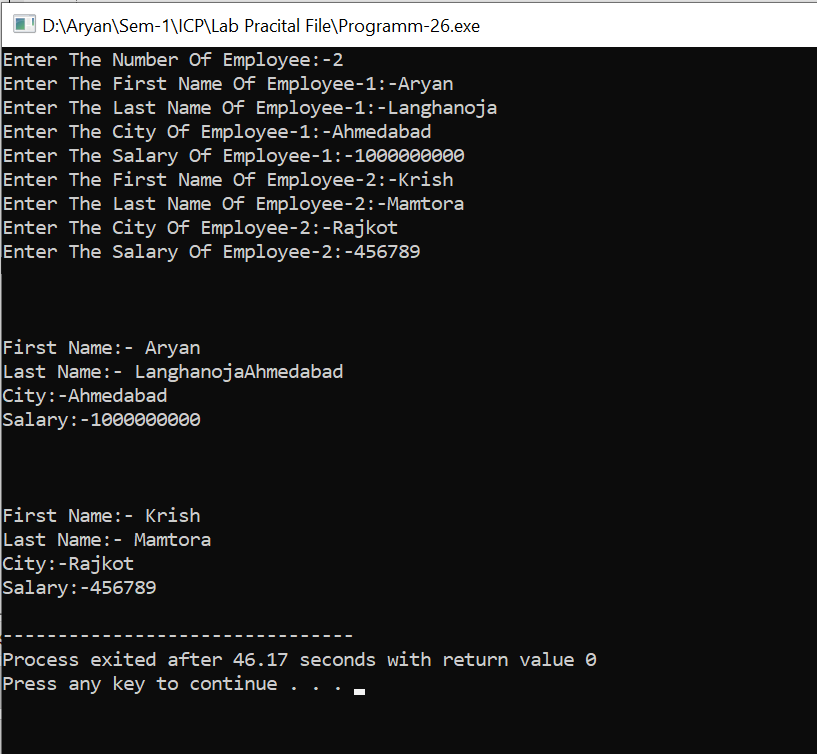 D:\Aryan\Sem-1\ICP\Lab Pracital File\Programm-26.exe
Enter The Number Of Employee:-2
Enter The First Name Of Employee-1:-Aryan
Enter The Last Name Of Employee-1:-Langhanoja
Enter The City Of Employee-1:-Ahmedabad
Enter The Salary Of Employee-1:-1000000000
Enter The First Name Of Employee-2:-Krish
Enter The Last Name Of Employee-2:-Mamtora
Enter The City Of Employee-2:-Rajkot
Enter The Salary Of Employee-2:-456789
First Name:- Aryan
Last Name:- LanghanojaAhmedabad
City:-Ahmedabad
Salary:-1000000000
First Name:- Krish
Last Name:- Mamtora
City:-Rajkot
Salary:-456789
--------------------------------
Process exited after 46.17 seconds with return value 0
Press any key to continue . . .